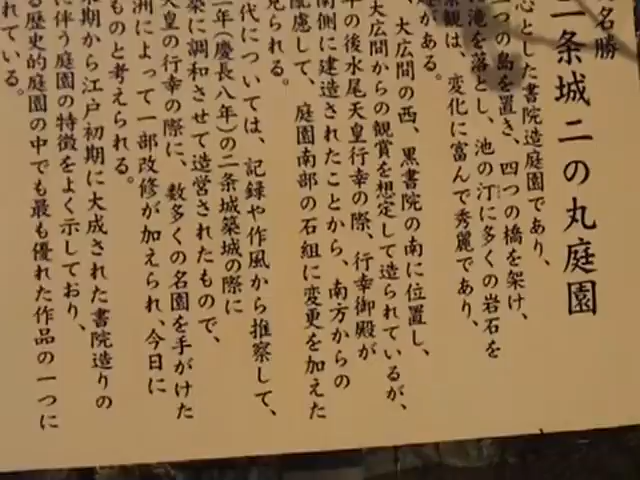 名勝
二条城二の丸庭園
心とした書院造庭園であり、
つの島を置き、四つの橋を架け、
滝を落とし、池の汀に多くの岩石を
景観は、変化に富んで秀麗であり、
がある。
、大広間の西、黒書院の南に位置し、
大広間からの観賞を想定して造られているが、
年の後水尾天皇行幸の際、行幸御殿が
南側に建造されたことから、南方からの
配慮して、庭園南部の石組に変更を加えた
見られる。
代については、記録や作風から推察して、
年(慶長八年)の二条城築城の際に
築に調和させて造営されたもので、
天皇の行幸の際に、数多くの名園を手がけた
洲によって一部改修が加えられ、今日に
ものと考えられる。
末期から江戸初期に大成された書院造りの
に伴う庭園の特徴をよく示しており、
る歴史的庭園の中でも最も優れた作品の一つに
れている。